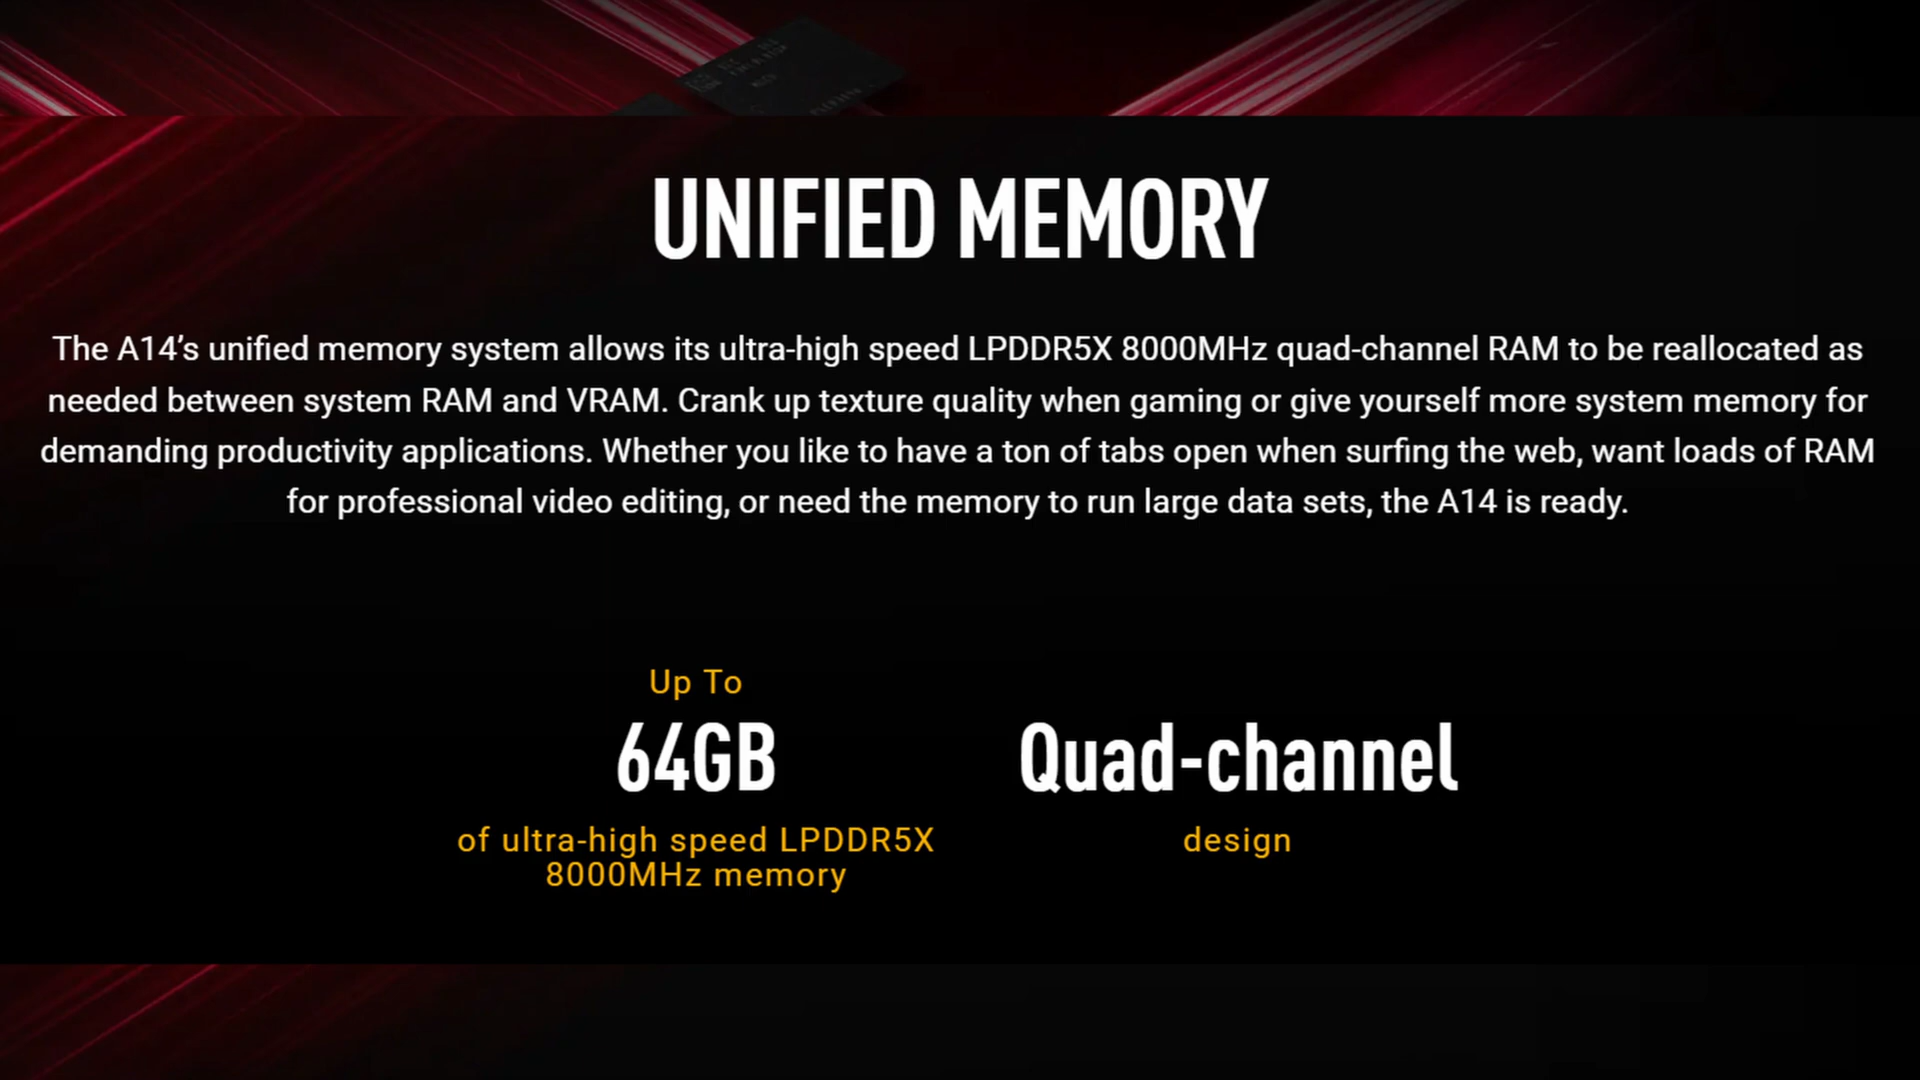 UNIFIED MEMORY
The A14’s unified memory system allows its ultra-high speed LPDDR5X 8000MHz quad-channel RAM to be reallocated as
needed between system RAM and VRAM. Crank up texture quality when gaming or give yourself more system memory for
demanding productivity applications. Whether you like to have a ton of tabs open when surfing the web, want loads of RAM
for professional video editing, or need the memory to run large data sets, the A14 is ready.
Up To
64GB
of ultra-high speed LPDDR5X
8000MHz memory
Quad-channel
design